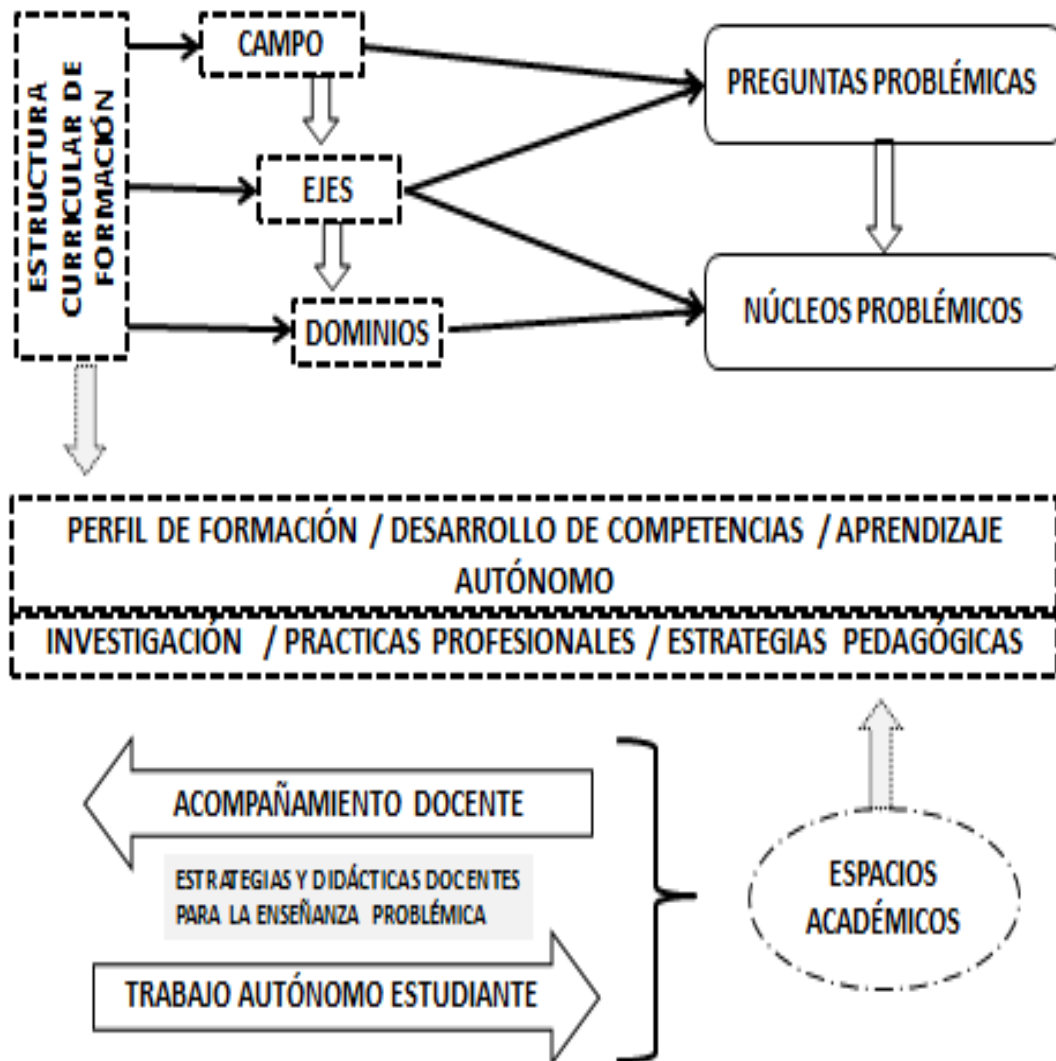 ESTRUCTURA
CURRICULAR DE
FORMACIÓN
CAMPO
EJES
DOMINIOS
PREGUNTAS PROBLÉMICAS
NÚCLEOS PROBLÉMICOS
PERFIL DE FORMACIÓN / DESARROLLO DE COMPETENCIAS / APRENDIZAJE
AUTÓNOMO
INVESTIGACIÓN / PRACTICAS PROFESIONALES / ESTRATEGIAS PEDAGÓGICAS
ACOMPAÑAMIENTO DOCENTE
ESTRATEGIAS Y DIDÁCTICAS DOCENTES
PARA LA ENSEÑANZA PROBLÉMICA
TRABAJO AUTÓNOMO ESTUDIANTE
ESPACIOS
ACADÉMICOS